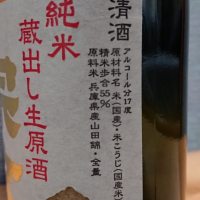 清酒
純米
蔵出し生原酒
アルコール分17度
原材料名 米(国産)・米こうじ(国産米)
精米歩合55%
原料米 兵庫県産山田錦・全量